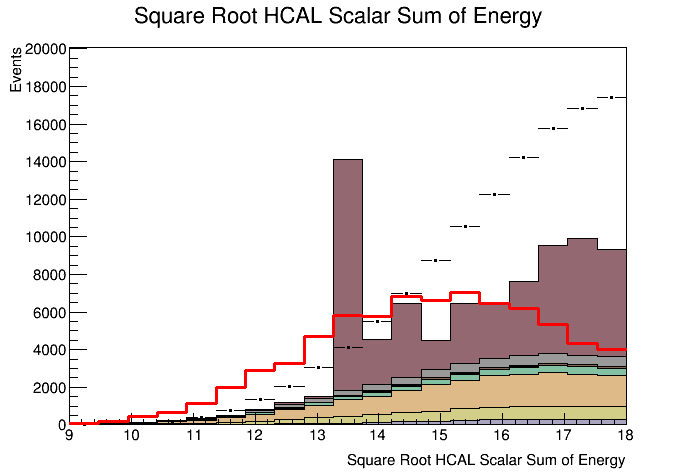 Square Root HCAL Scalar Sum of Energy
Events
20000
18000
16000
14000
12000
10000
8000
6000
4000
2000
0
9 10 11 12 13 14 15 16 17 18
Square Root HCAL Scalar Sum of Energy